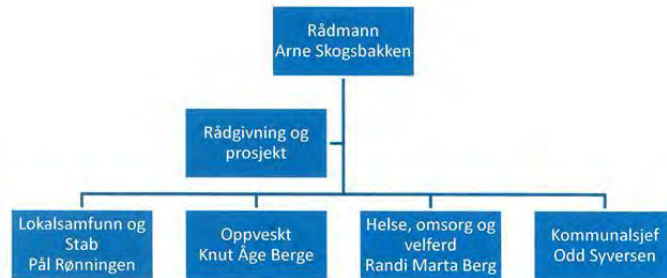 Rådmann
Arne Skogsbakken
Rådgivning og
prosjekt
Lokalsamfunn og
Stab
Pål Rønningen
Oppveskt
Knut Åge Berge
Helse, omsorg og
velferd
Randi Marta Berg
Kommunalsjef
Odd Syversen